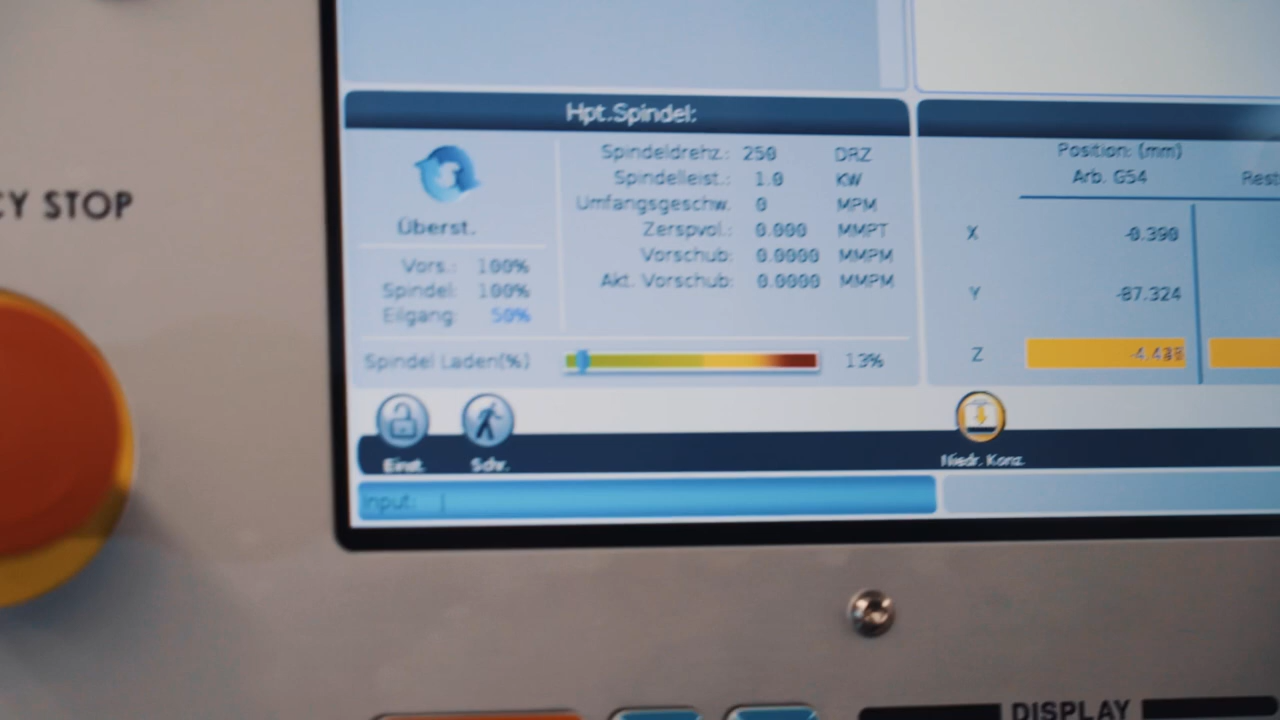 CY STOP
Hpt.Spindel:
Überst.
Vors.: 100%
Spindel: 100%
Eilgang: 50%
Spindeldrehz.: 250 DRZ
Spindelleist.: 1.0 KW
Umfangsgeschw. 0 MPM
Zerspvol.: 0.000 MMPT
Vorschub: 0.0000 MMPM
Akt. Vorschub: 0.0000 MMPM
Spindel Laden(%) 13%
Position: (mm)
Arb. G54 Rest
X -0.390
Y -87.324
Z
Einst. Schr. Niedr. Konz.
Input:
DISPLAY